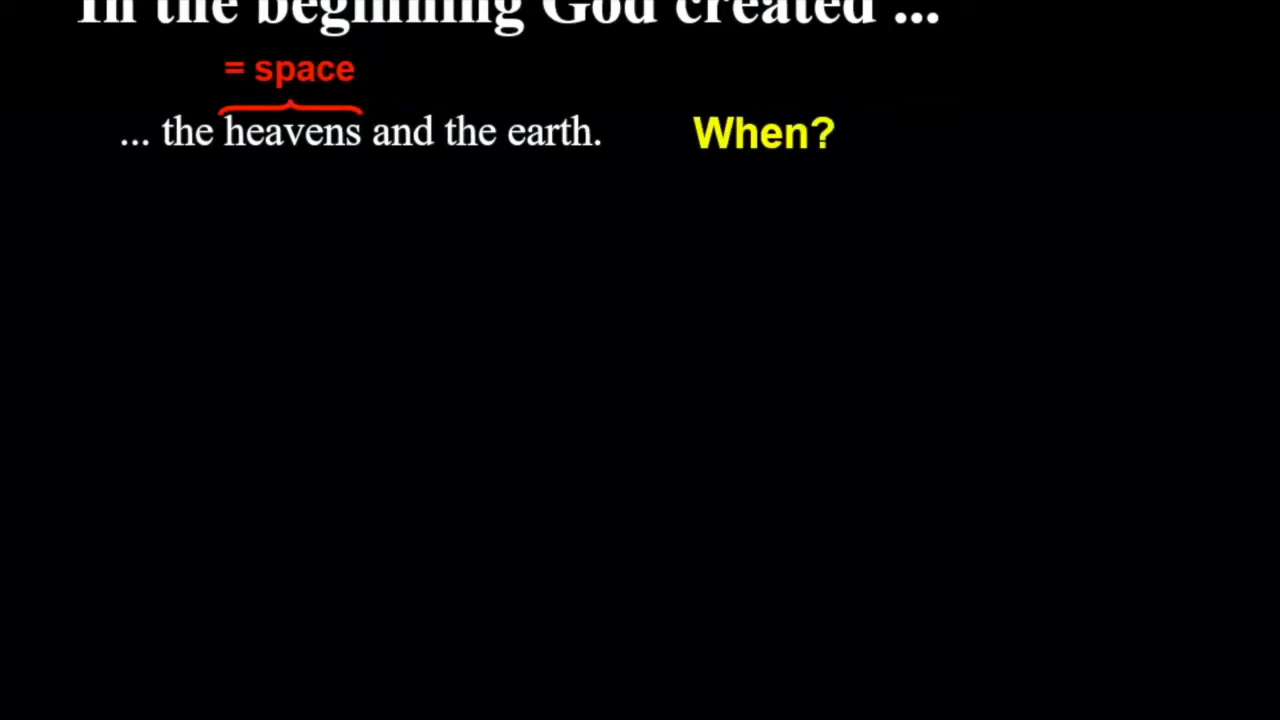 In the beginning God created ...
= space
... the heavens and the earth. When?